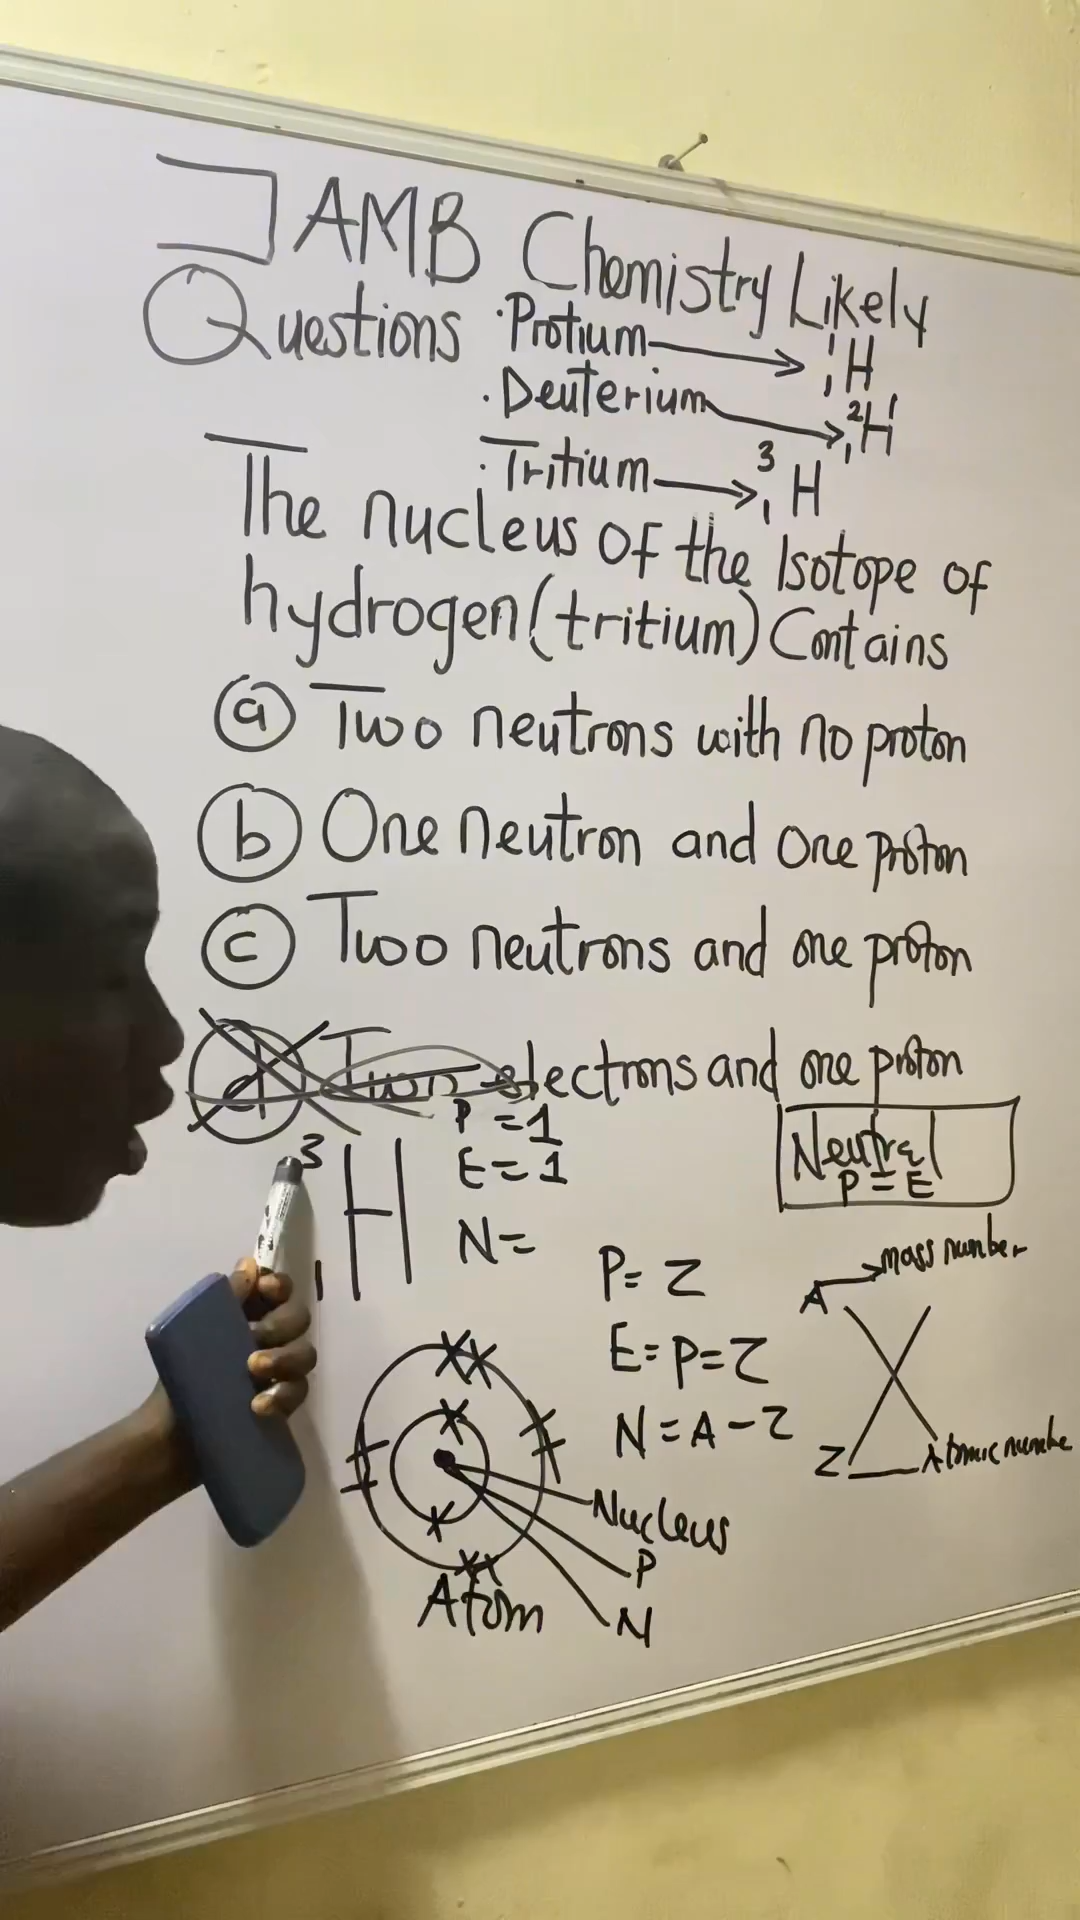 JAMB Chemistry Likely
Questions
· Protium → ¹₁H
· Deuterium → ²₁H
· Tritium → ³₁H
The nucleus of the Isotope of
hydrogen (tritium) Contains
a Two neutrons with no proton
b One neutron and one proton
c Two neutrons and one proton
d Two electrons and one proton
P = 1
E = 1
N =
³₁H
Neutral
P = E
P = Z
E = P = Z
N = A - Z
A → mass number
Z Atomic numbe
Nucleus
P
N
Atom